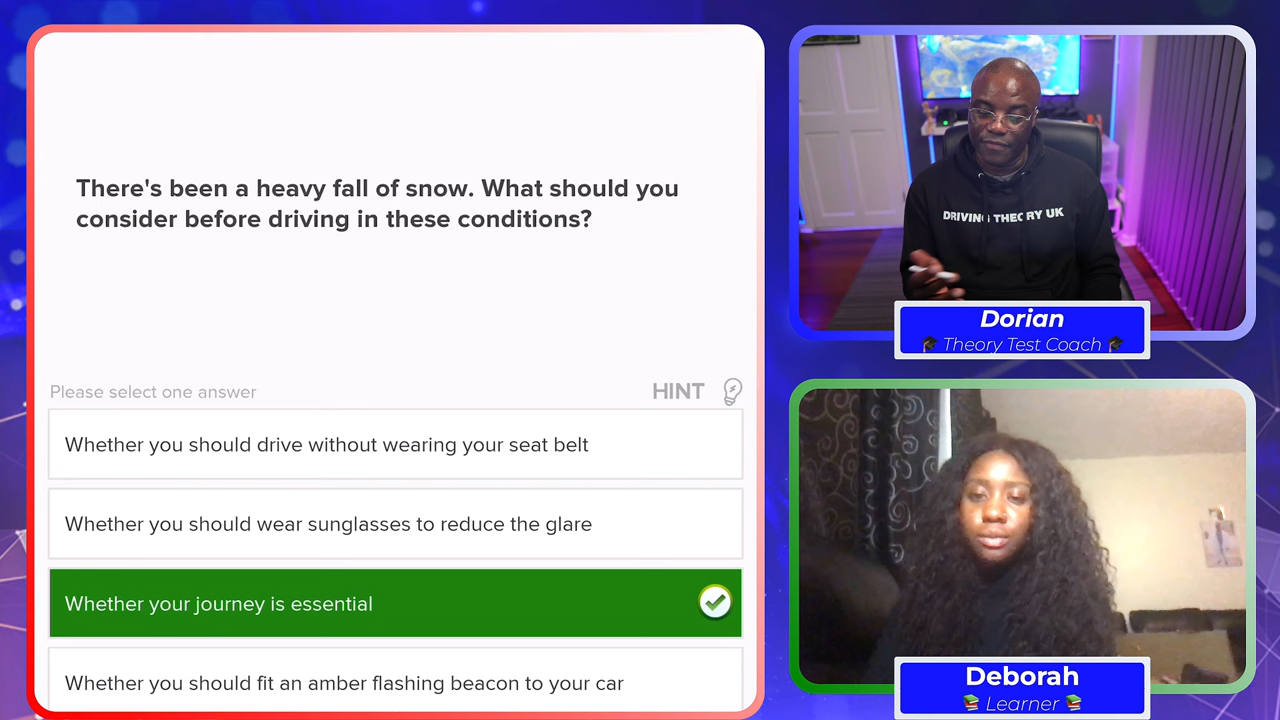 There's been a heavy fall of snow. What should you
consider before driving in these conditions?
Please select one answer
HINT
Whether you should drive without wearing your seat belt
Whether you should wear sunglasses to reduce the glare
Whether your journey is essential
Whether you should fit an amber flashing beacon to your car
DRIVING THEORY UK
Dorian
Theory Test Coach
Deborah
Learner